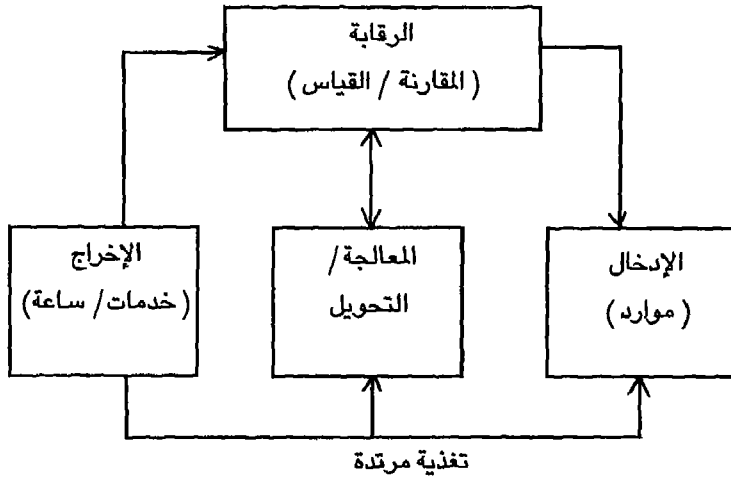 الرقابة
(المقارنة / القياس)
الإدخال
(موارد)
المعالجة/
التحويل
الإخراج
(خدمات/ ساعة)
تغذية مرتدة